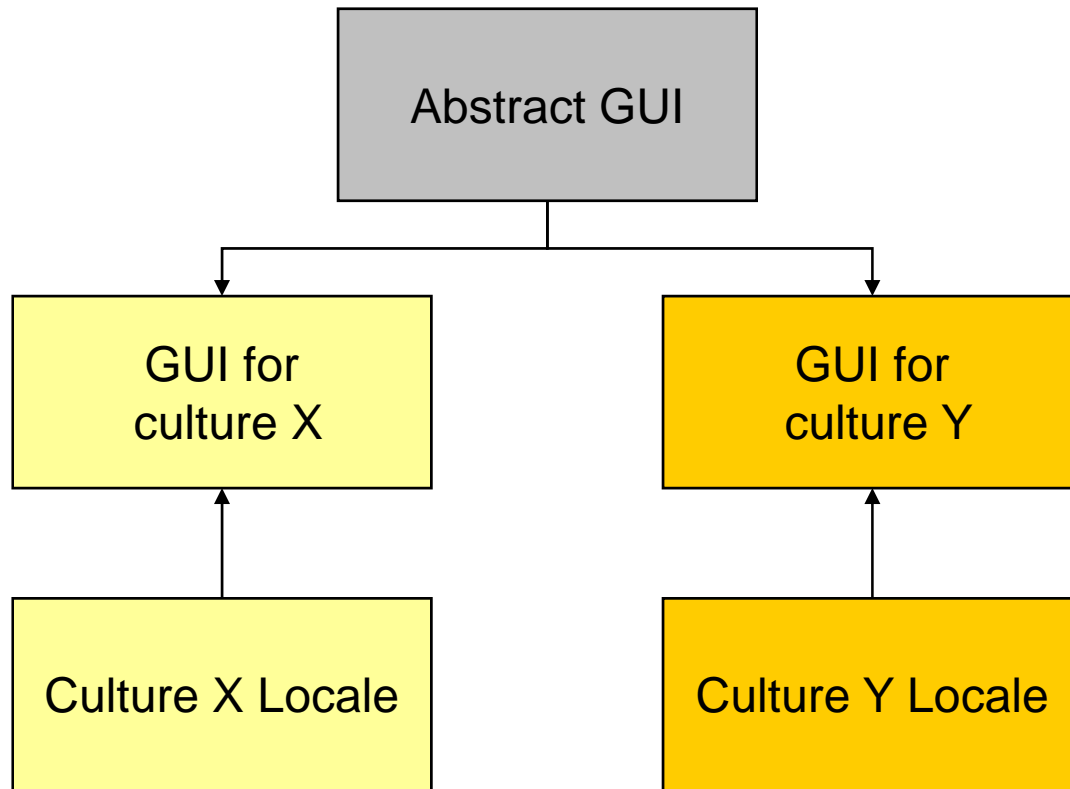 Abstract GUI
GUI for
culture X
GUI for
culture Y
Culture X Locale
Culture Y Locale